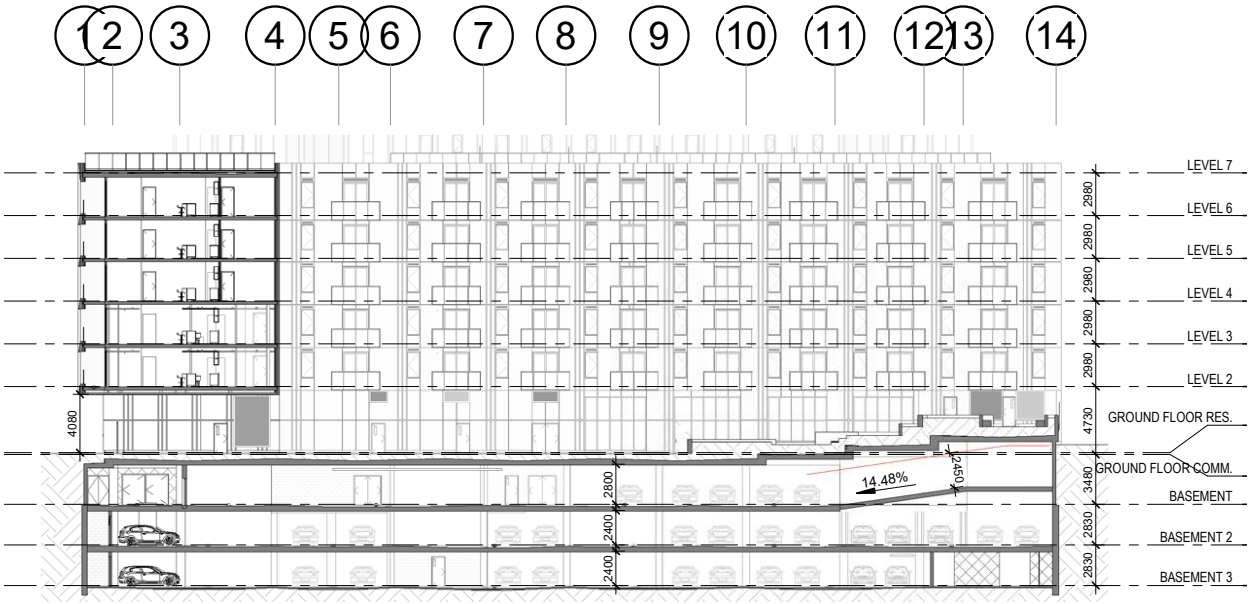 1 2 3 4 5 6 7 8 9 10 11 12 13 14
LEVEL 7
2980
LEVEL 6
2980
LEVEL 5
2980
LEVEL 4
2980
LEVEL 3
2980
LEVEL 2
4080
4730
GROUND FLOOR RES.
GROUND FLOOR COMM.
2800
14.48%
2450
3480
BASEMENT
2400
2830
BASEMENT 2
2400
2830
BASEMENT 3